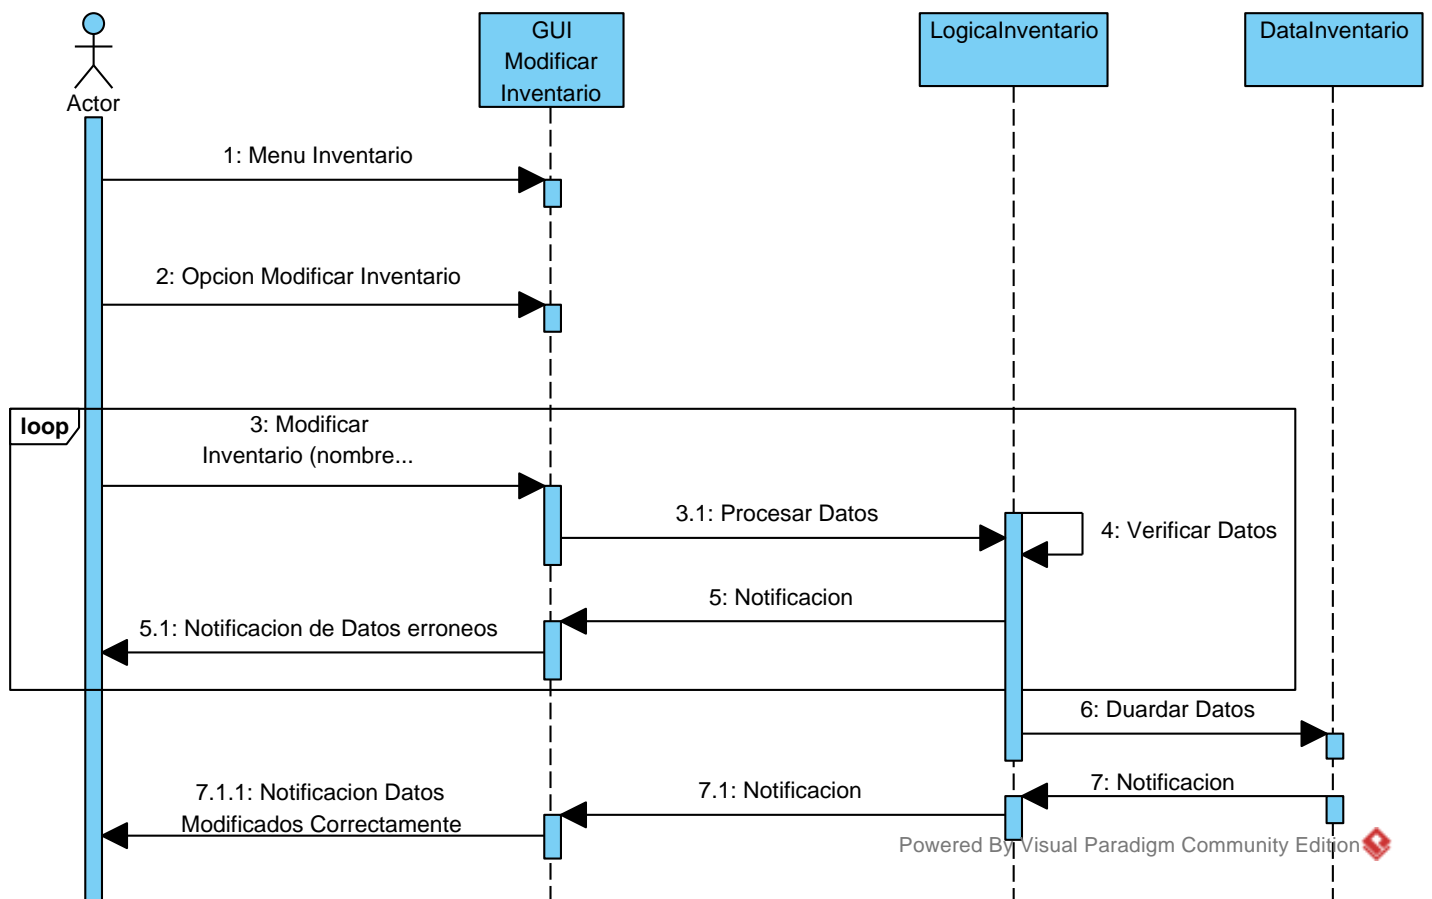 Actor
GUI
Modificar
Inventario
LogicaInventario
DataInventario
1: Menu Inventario
2: Opcion Modificar Inventario
loop
3: Modificar
Inventario (nombre...
3.1: Procesar Datos
4: Verificar Datos
5: Notificacion
5.1: Notificacion de Datos erroneos
6: Duardar Datos
7: Notificacion
7.1: Notificacion
7.1.1: Notificacion Datos
Modificados Correctamente
Powered By Visual Paradigm Community Edition